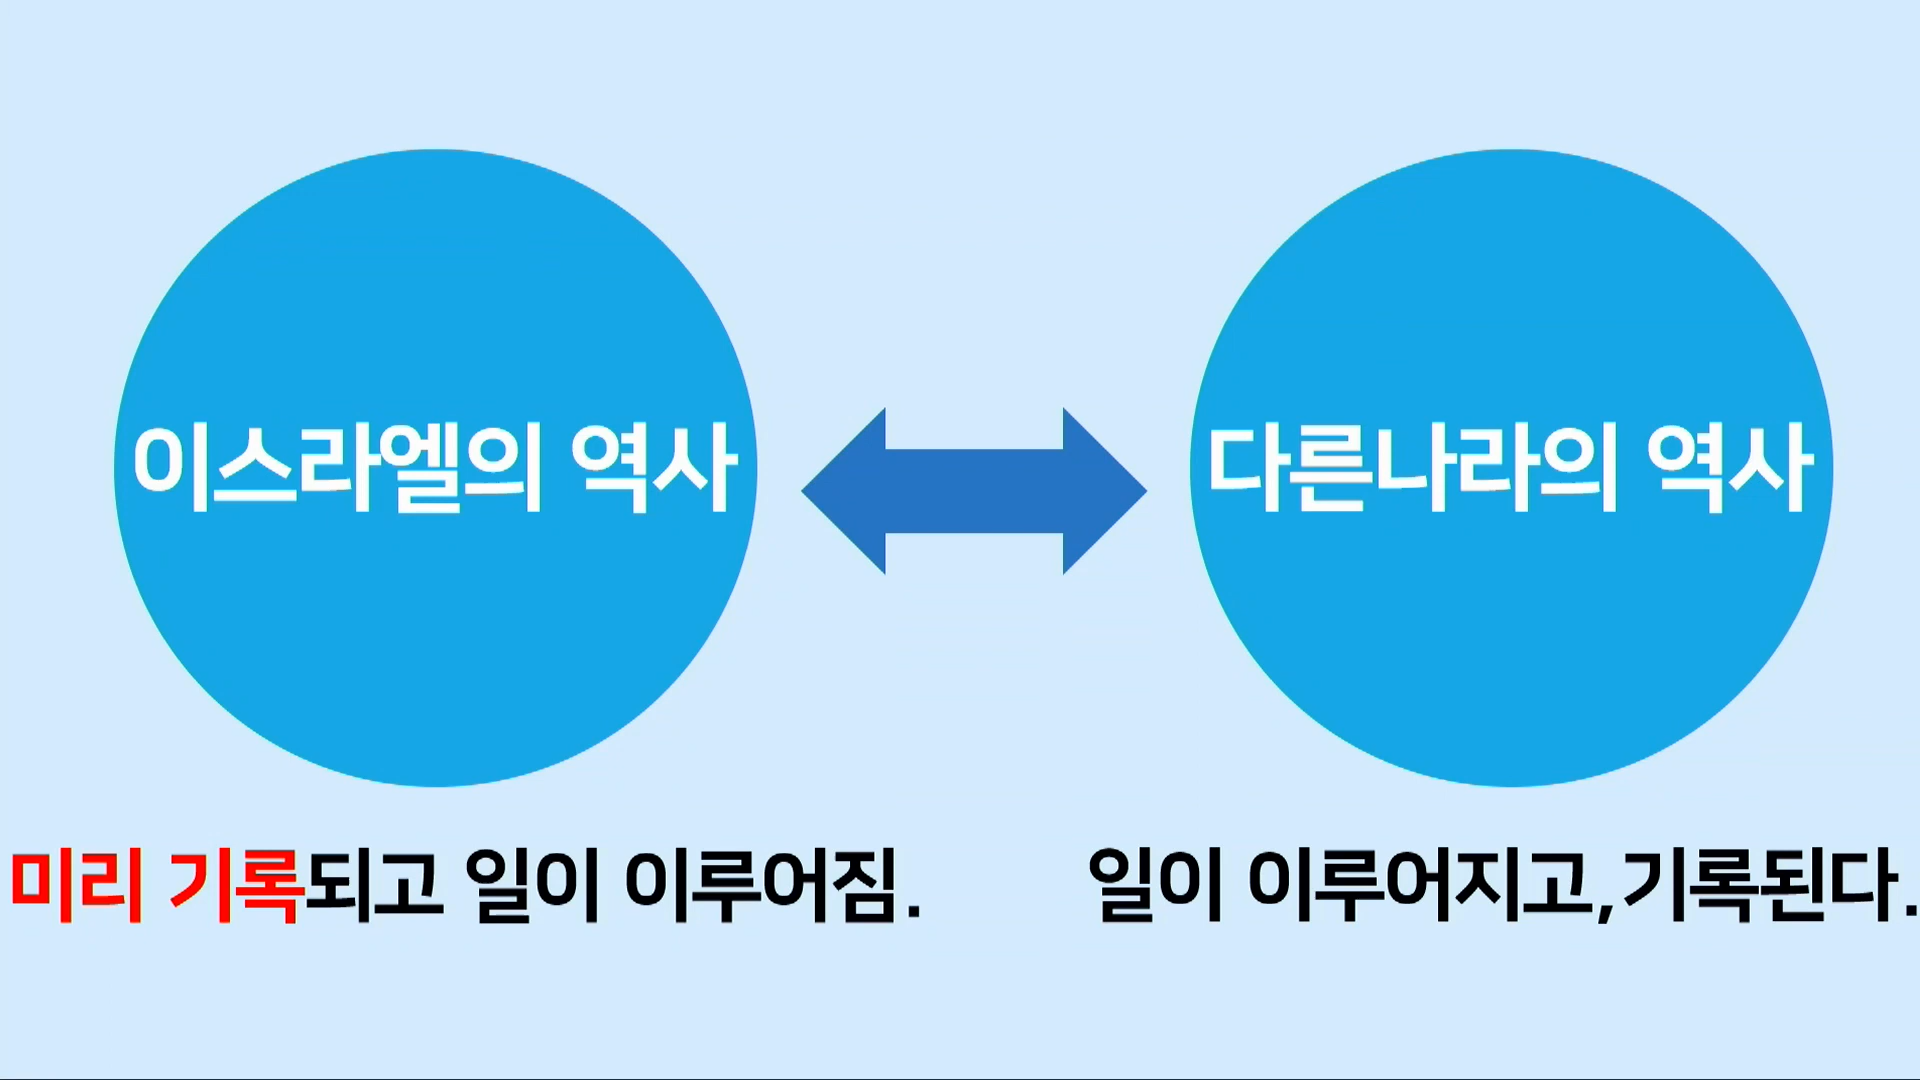 이스라엘의 역사
다른나라의 역사
미리 기록되고 일이 이루어짐.
일이 이루어지고, 기록된다.